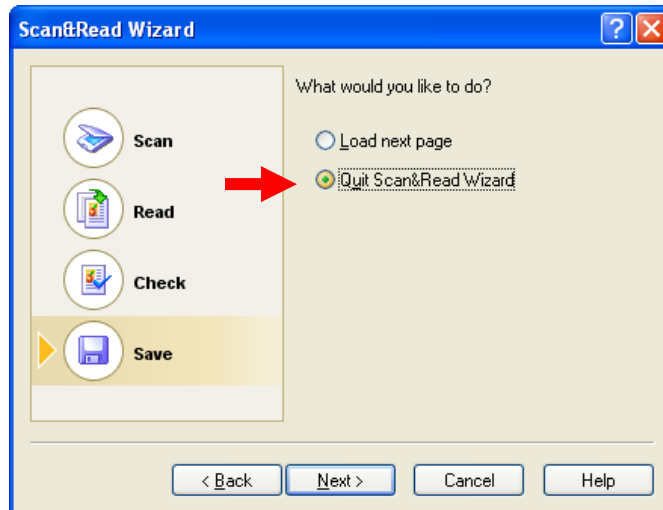 Scan&Read Wizard
What would you like to do?
Scan
Load next page
Quit Scan&Read Wizard
Read
Check
Save
< Back
Next >
Cancel
Help